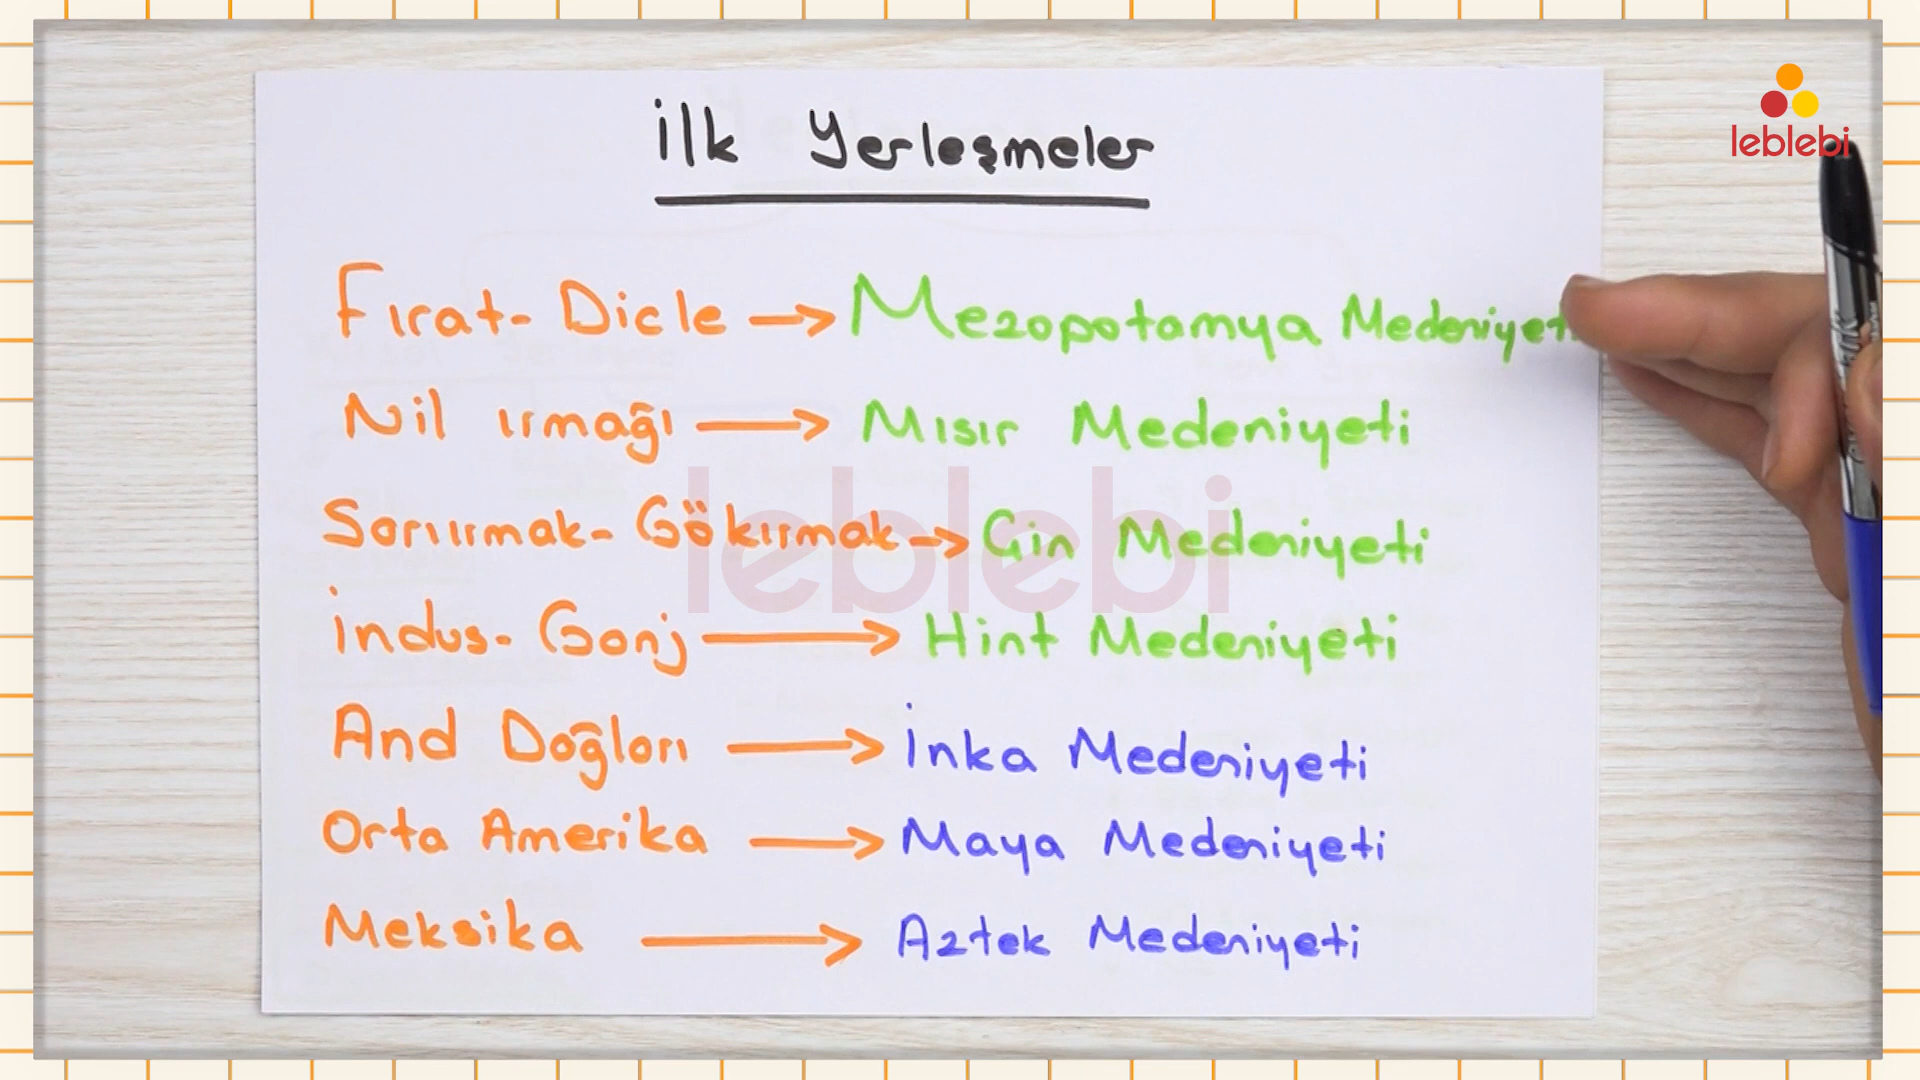 İlk Yerleşmeler
leblebi
Fırat-Dicle → Mezopotamya Medeniyeti
Nil ırmağı → Mısır Medeniyeti
Sarıırmak-Gökırmak → Çin Medeniyeti
leblebi
İndus-Ganj → Hint Medeniyeti
And Dağları → İnka Medeniyeti
Orta Amerika → Maya Medeniyeti
Meksika → Aztek Medeniyeti